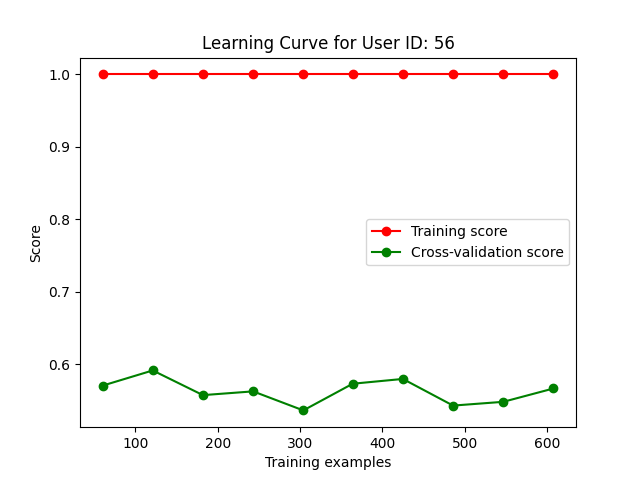 Learning Curve for User ID: 56
1.0
0.9
0.8
0.7
0.6
Score
Training score
Cross-validation score
100 200 300 400 500 600
Training examples